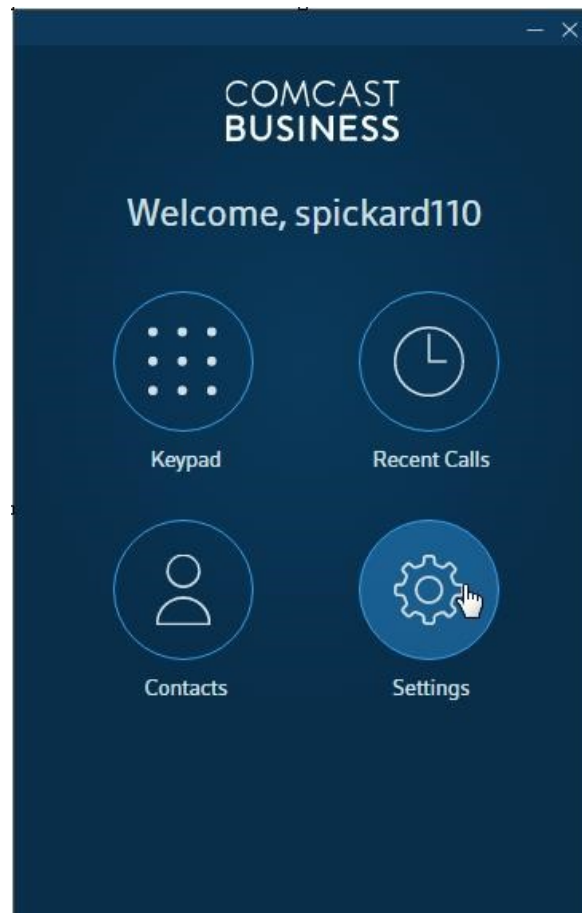 COMCAST
BUSINESS
Welcome, spickard110
Keypad
Recent Calls
Contacts
Settings